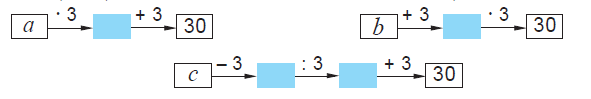 a · 3 + 3 30 b + 3 · 3 30
c – 3 : 3 + 3 30